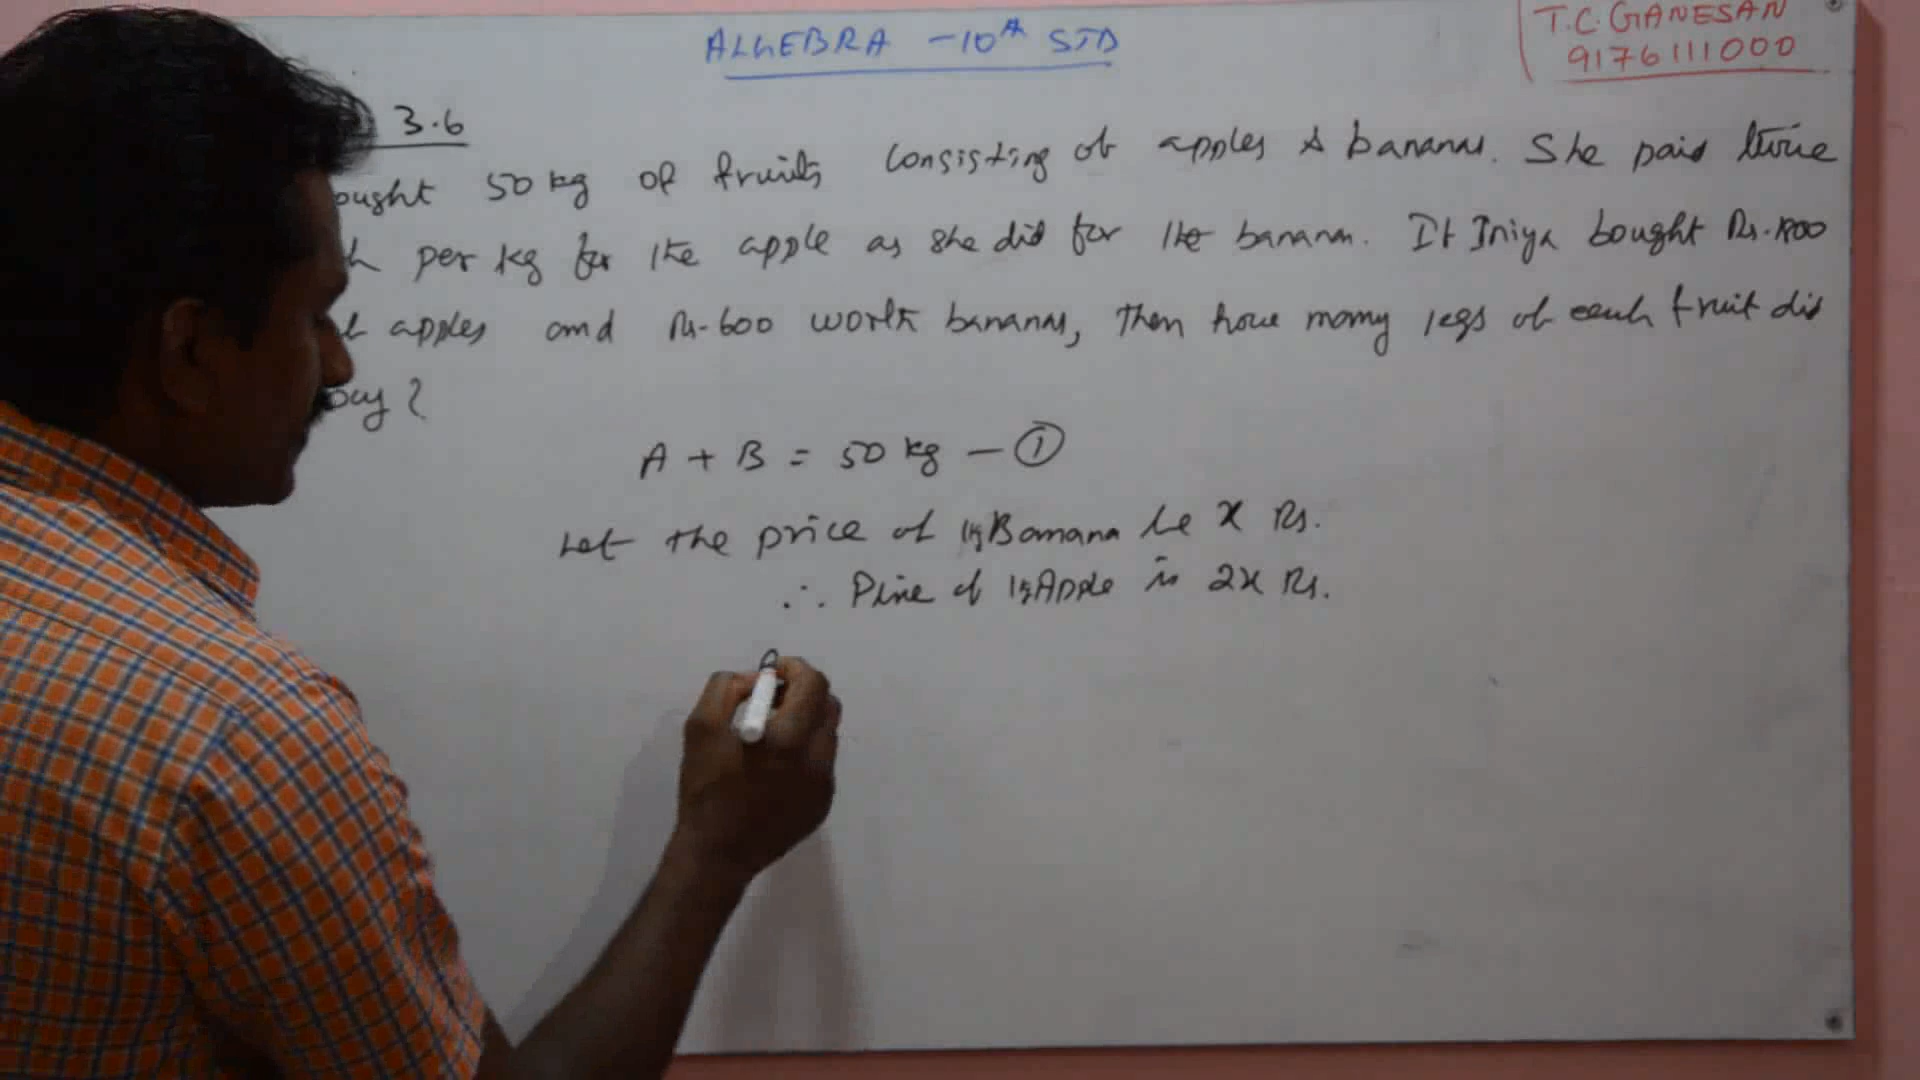 ALGEBRA - 10th STD
T.C. GANESAN
9176111000
3.6
ought 50 kg of fruits consisting of apples & bananas. She paid twice
h per kg for the apple as she did for the banana. If Iniya bought Rs. 1800
apples and Rs. 600 worth bananas, then how many kgs of each fruit did
buy?
A + B = 50 kg — ①
Let the price of 1kg Banana be x Rs.
∴ Price of 1kg Apple is 2x Rs.